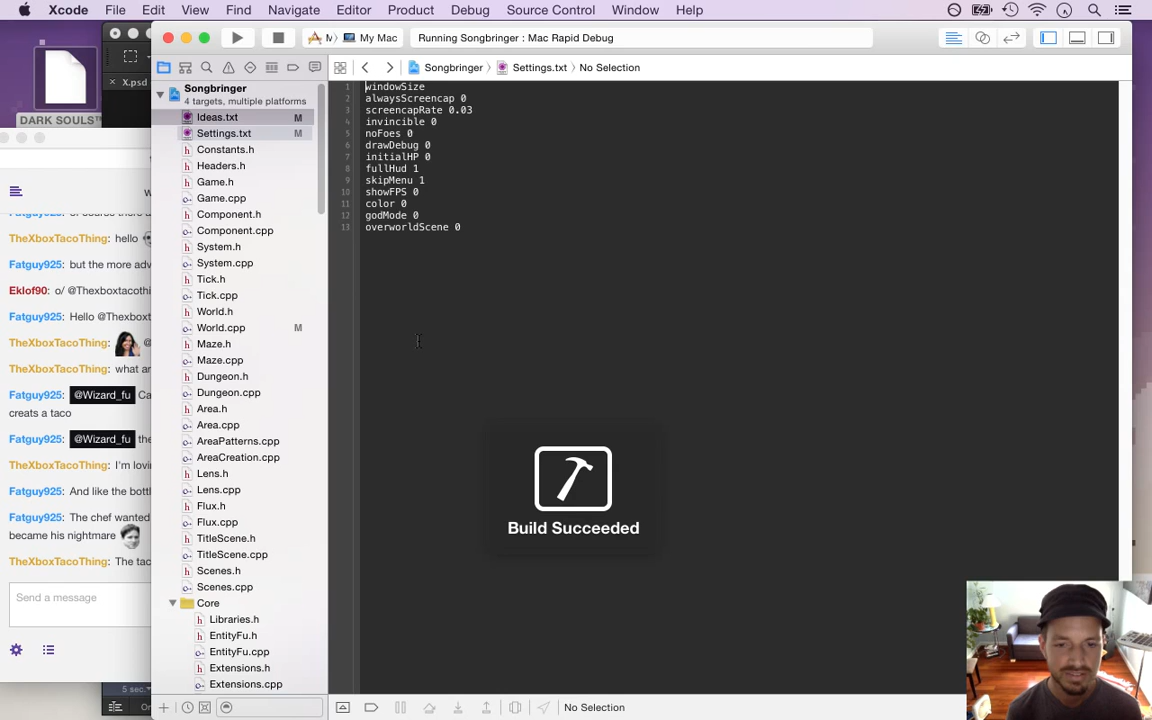 Xcode File Edit View Find Navigate Editor Product Debug Source Control Window Help
X.psd
M My Mac
Running Songbringer : Mac Rapid Debug
Songbringer Settings.txt No Selection
DARK SOULS™
Songbringer
4 targets, multiple platforms
Ideas.txt M
Settings.txt M
Constants.h
Headers.h
Game.h
Game.cpp
Component.h
Component.cpp
System.h
System.cpp
Tick.h
Tick.cpp
World.h
World.cpp M
Maze.h
Maze.cpp
Dungeon.h
Dungeon.cpp
Area.h
Area.cpp
AreaPatterns.cpp
AreaCreation.cpp
Lens.h
Lens.cpp
Flux.h
Flux.cpp
TitleScene.h
TitleScene.cpp
Scenes.h
Scenes.cpp
Core
Libraries.h
EntityFu.h
EntityFu.cpp
Extensions.h
Extensions.cpp
1 windowSize
2 alwaysScreencap 0
3 screencapRate 0.03
4 invincible 0
5 noFoes 0
6 drawDebug 0
7 initialHP 0
8 fullHud 1
9 skipMenu 1
10 showFPS 0
11 color 0
12 godMode 0
13 overworldScene 0
Build Succeeded
TheXboxTacoThing: hello
Fatguy925: but the more adv
Eklof90: o/ @Thexboxtacothi
Fatguy925: Hello @Thexboxt
TheXboxTacoThing: @
TheXboxTacoThing: what ar
Fatguy925: @Wizard_fu Ca
creats a taco
Fatguy925: @Wizard_fu the
TheXboxTacoThing: I'm lovi
Fatguy925: And like the bottl
Fatguy925: The chef wanted
became his nightmare
TheXboxTacoThing: The tac
Send a message
5 sec.
No Selection